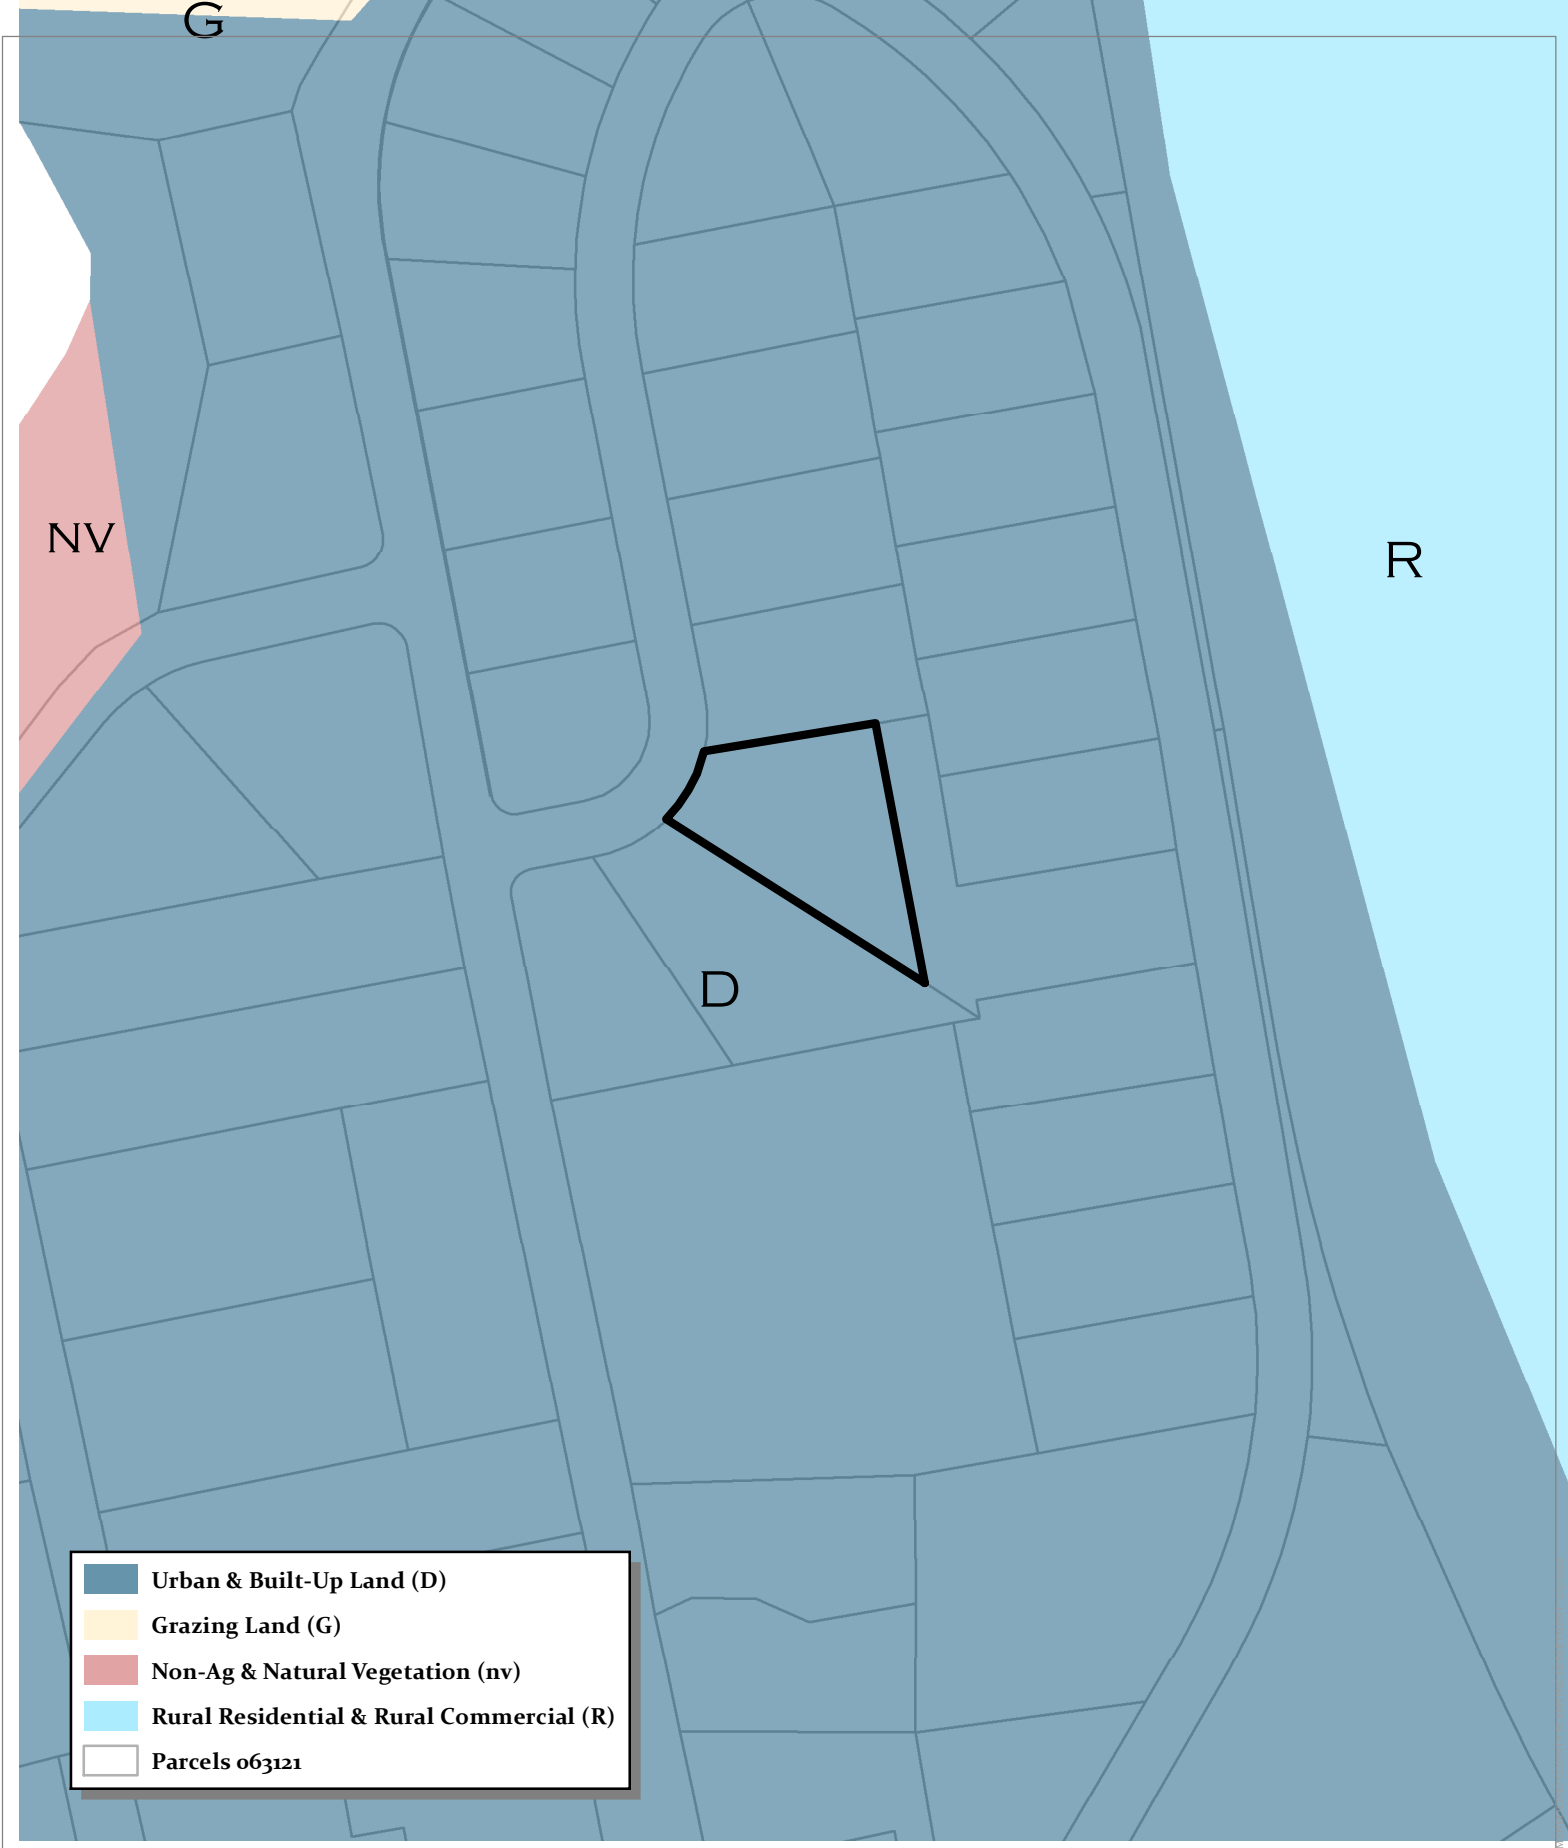 G
NV
R
D
Urban & Built-Up Land (D)
Grazing Land (G)
Non-Ag & Natural Vegetation (nv)
Rural Residential & Rural Commercial (R)
Parcels 063121